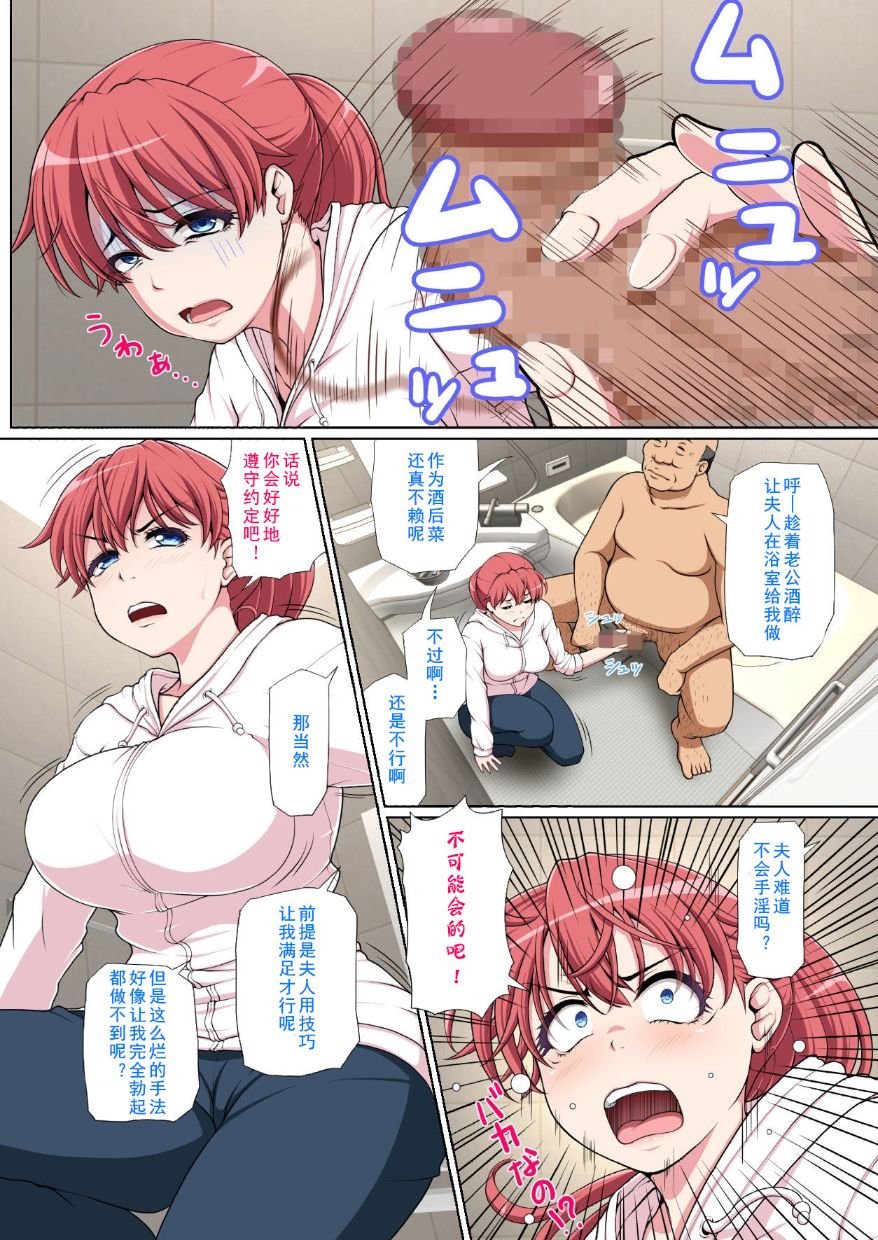 ムニュッ
ムニュッ
うわぁ…
呼—趁着老公酒醉
让夫人在浴室给我做
作为酒后菜
还真不赖呢
不过啊…
还是不行啊
シュッ
シュッ
话说
你会好好地
遵守约定吧！
那当然
前提是夫人用技巧
让我满足才行呢
但是这么烂的手法
好像让我完全勃起
都做不到呢？
夫人难道
不会手淫吗？
不可能会的吧！
バカなの!?